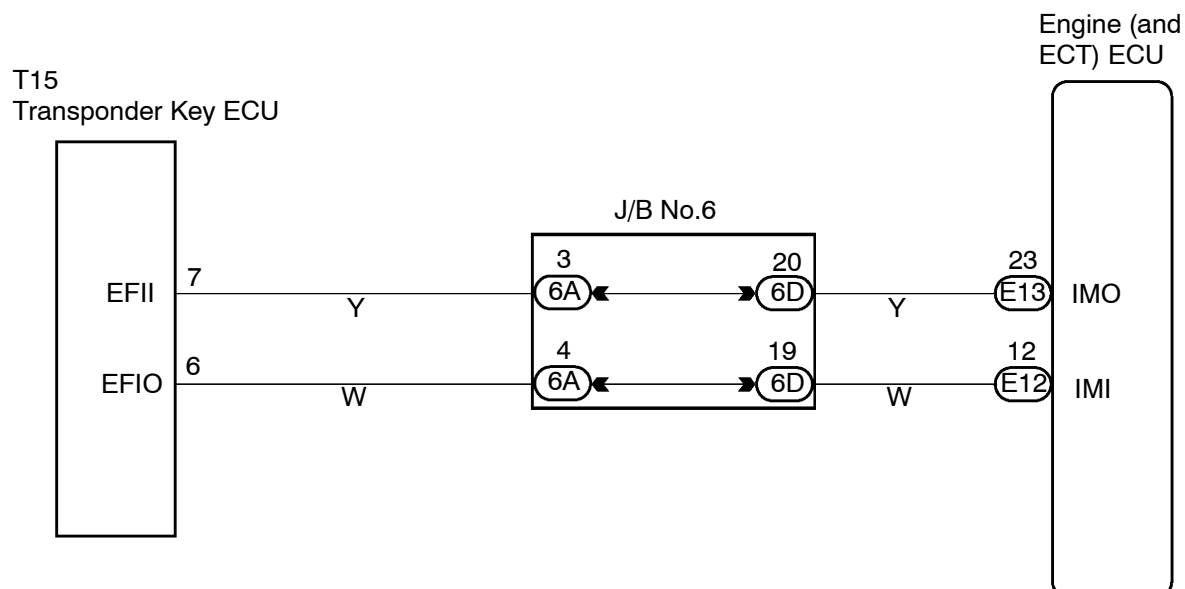 Engine (and
ECT) ECU
T15
Transponder Key ECU
J/B No.6
EFII
7
Y
3
6A
20
6D
Y
23
E13
IMO
EFIO
6
W
4
6A
19
6D
W
12
E12
IMI